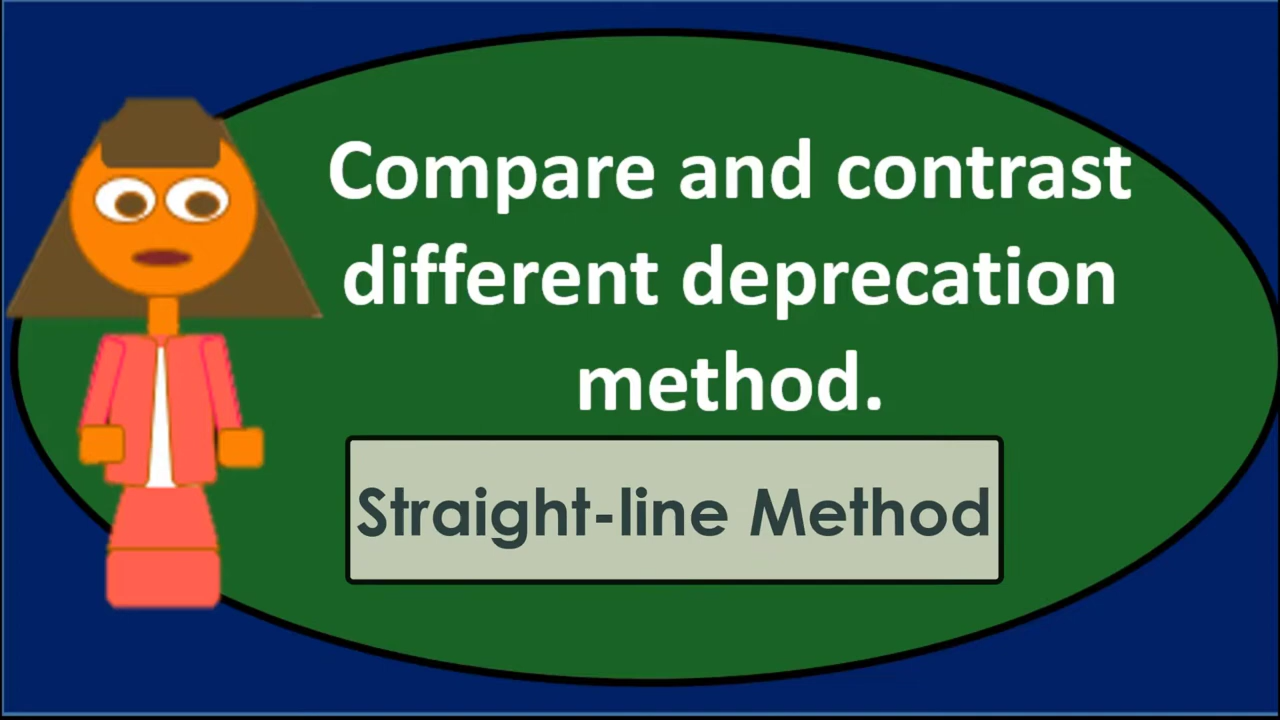 Compare and contrast
different deprecation
method.
Straight-line Method